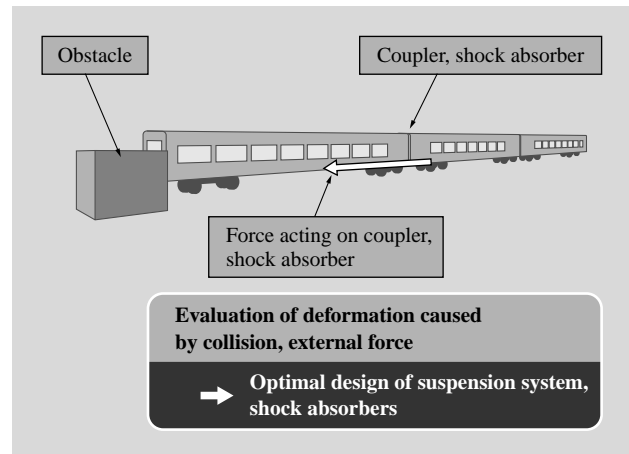 Obstacle
Coupler, shock absorber
Force acting on coupler,
shock absorber
Evaluation of deformation caused
by collision, external force
Optimal design of suspension system,
shock absorbers